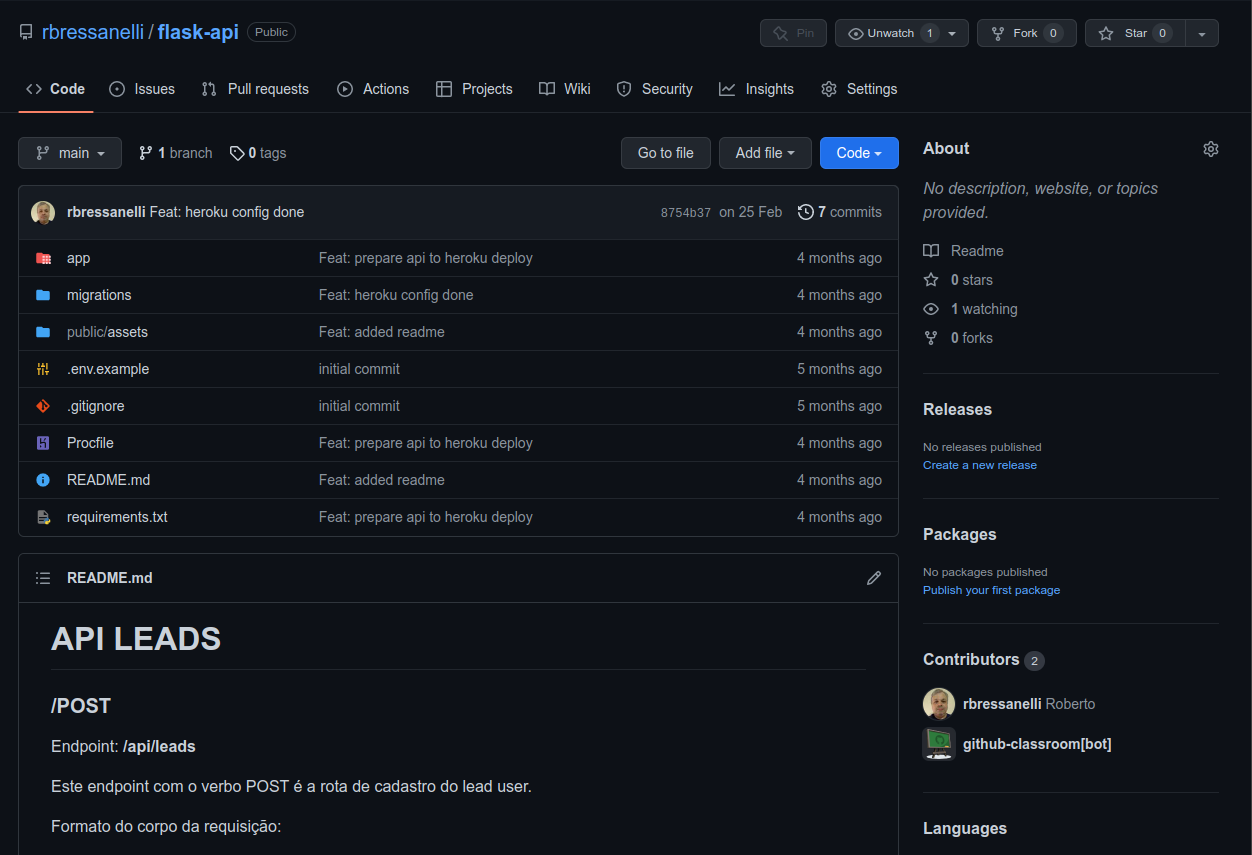 rbressanelli / flask-api Public
Pin
Unwatch 1
Fork 0
Star 0
Code
Issues
Pull requests
Actions
Projects
Wiki
Security
Insights
Settings
main
1 branch
0 tags
Go to file
Add file
Code
rbressanelli Feat: heroku config done 8754b37 on 25 Feb 7 commits
app Feat: prepare api to heroku deploy 4 months ago
migrations Feat: heroku config done 4 months ago
public/assets Feat: added readme 4 months ago
.env.example initial commit 5 months ago
.gitignore initial commit 5 months ago
Procfile Feat: prepare api to heroku deploy 4 months ago
README.md Feat: added readme 4 months ago
requirements.txt Feat: prepare api to heroku deploy 4 months ago
README.md
API LEADS
/POST
Endpoint: /api/leads
Este endpoint com o verbo POST é a rota de cadastro do lead user.
Formato do corpo da requisição:
About
No description, website, or topics
provided.
Readme
0 stars
1 watching
0 forks
Releases
No releases published
Create a new release
Packages
No packages published
Publish your first package
Contributors 2
rbressanelli Roberto
github-classroom[bot]
Languages